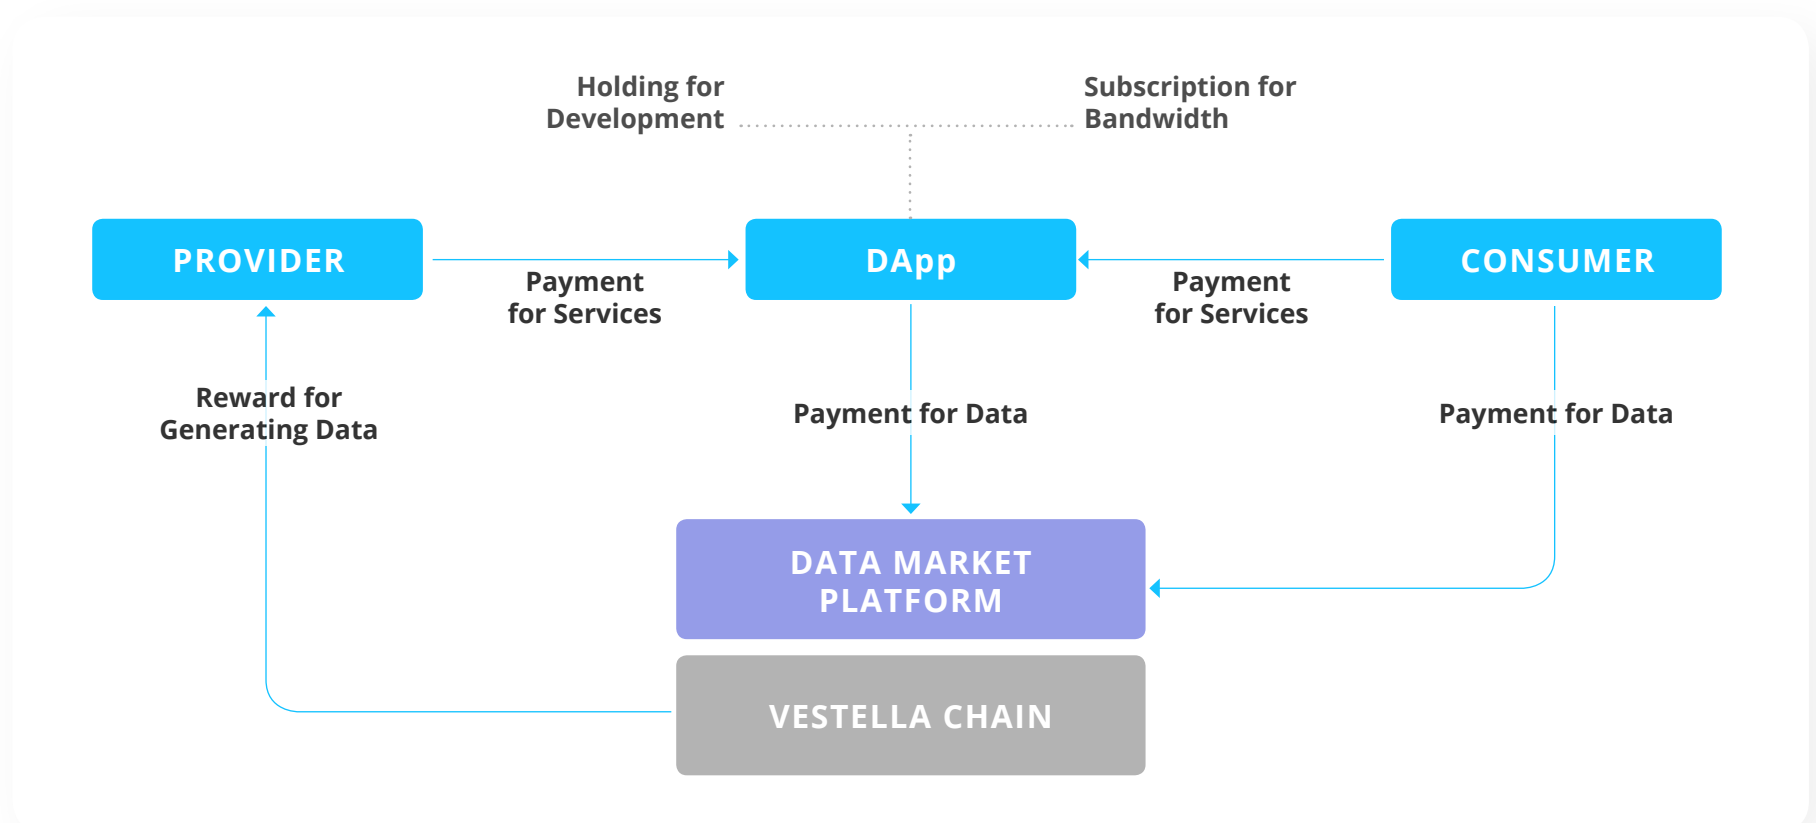 Holding for
Development
Subscription for
Bandwidth
PROVIDER
Payment
for Services
DApp
Payment
for Services
CONSUMER
Reward for
Generating Data
Payment for Data
Payment for Data
DATA MARKET
PLATFORM
VESTELLA CHAIN